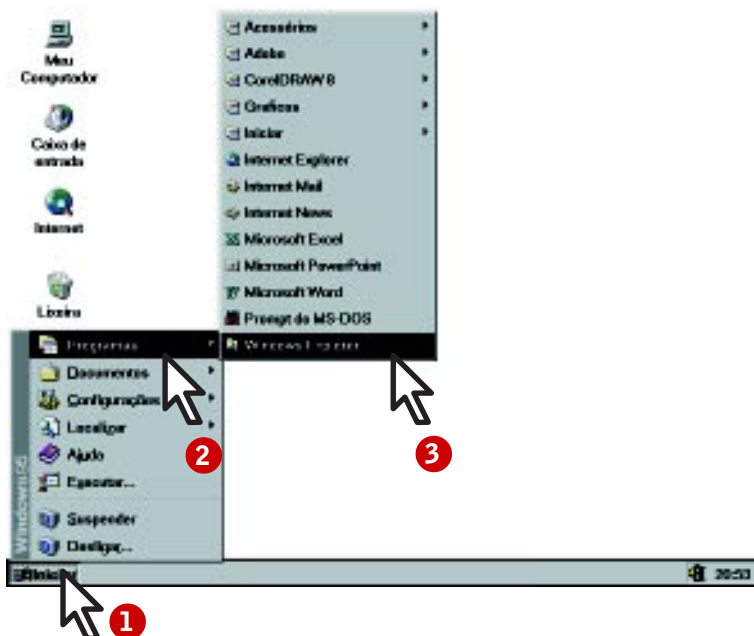 Meu
Computador
Caixa de
entrada
Internet
Lixeira
Acessórios
Adobe
CorelDRAW 8
Graficos
Iniciar
Internet Explorer
Internet Mail
Internet News
Microsoft Excel
Microsoft PowerPoint
Microsoft Word
Prompt do MS-DOS
Windows Explorer
Programas
Documentos
Configurações
Localizar
Ajuda
Executar...
Suspender
Desligar...
Windows95
Iniciar
20:53
1
2
3